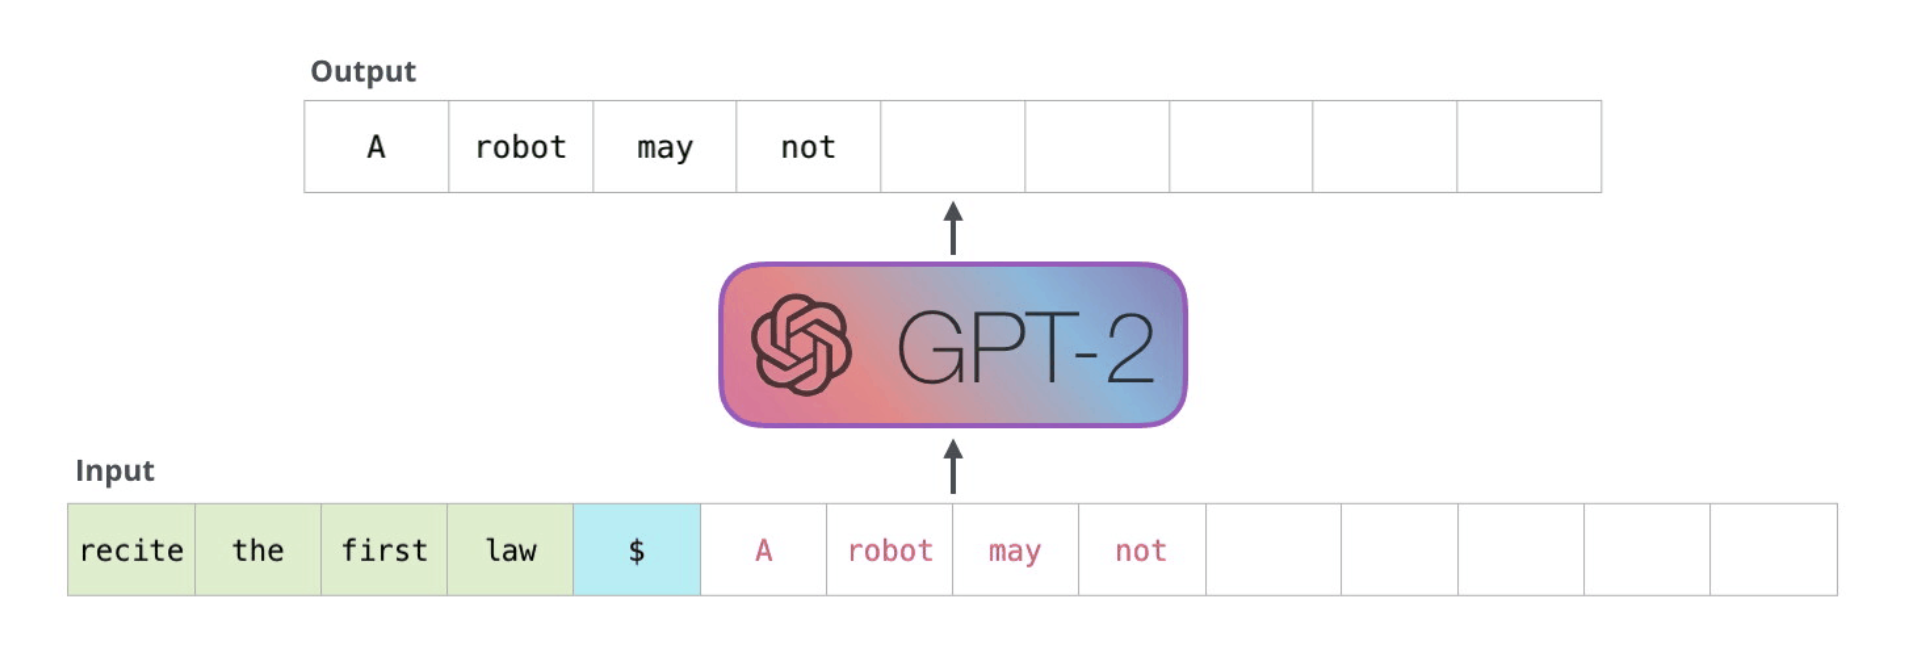 Output
A robot may not
GPT-2
Input
recite the first law $ A robot may not